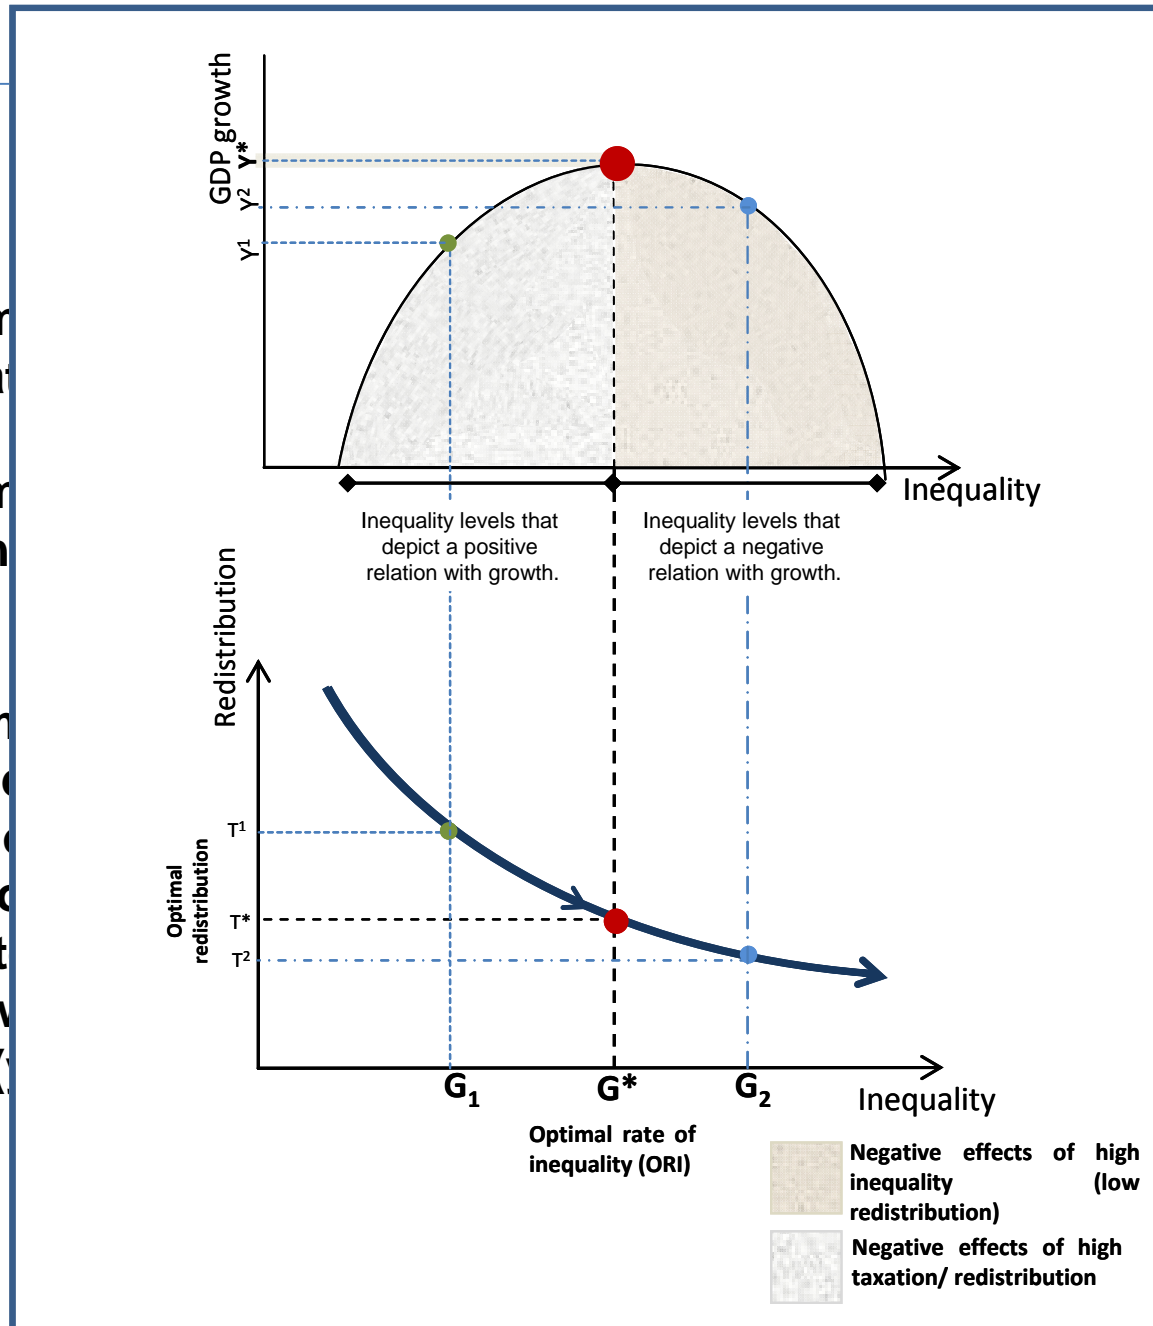 GDP growth
Y*
Y²
Y¹
Inequality
Inequality levels that
depict a positive
relation with growth.
Inequality levels that
depict a negative
relation with growth.
Redistribution
Optimal
redistribution
T¹
T*
T²
G₁
G*
G₂
Inequality
Optimal rate of
inequality (ORI)
Negative effects of high
inequality (low
redistribution)
Negative effects of high
taxation/ redistribution